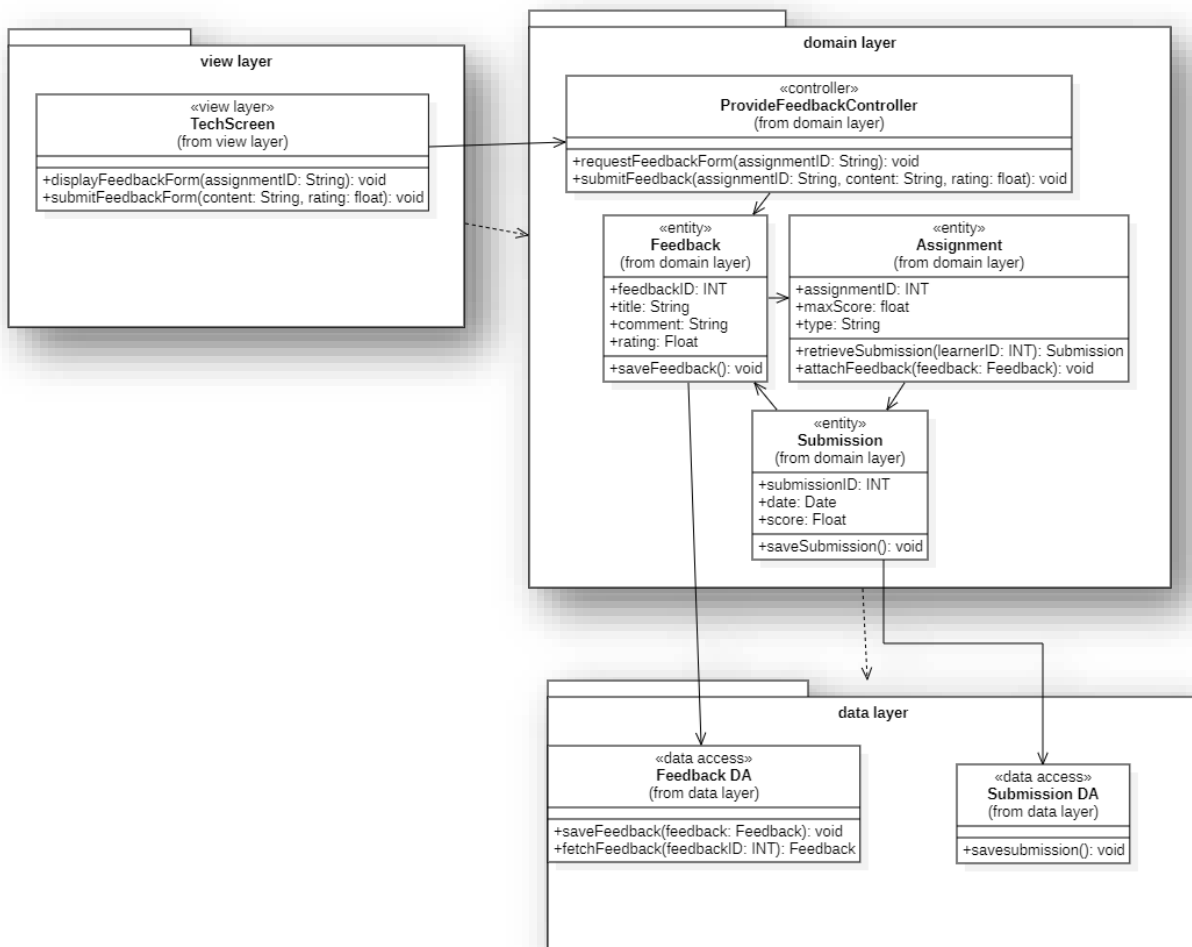 view layer
«view layer»
TechScreen
(from view layer)
+displayFeedbackForm(assignmentID: String): void
+submitFeedbackForm(content: String, rating: float): void
domain layer
«controller»
ProvideFeedbackController
(from domain layer)
+requestFeedbackForm(assignmentID: String): void
+submitFeedback(assignmentID: String, content: String, rating: float): void
«entity»
Feedback
(from domain layer)
+feedbackID: INT
+title: String
+comment: String
+rating: Float
+saveFeedback(): void
«entity»
Assignment
(from domain layer)
+assignmentID: INT
+maxScore: float
+type: String
+retrieveSubmission(learnerID: INT): Submission
+attachFeedback(feedback: Feedback): void
«entity»
Submission
(from domain layer)
+submissionID: INT
+date: Date
+score: Float
+saveSubmission(): void
data layer
«data access»
Feedback DA
(from data layer)
+saveFeedback(feedback: Feedback): void
+fetchFeedback(feedbackID: INT): Feedback
«data access»
Submission DA
(from data layer)
+savesubmission(): void